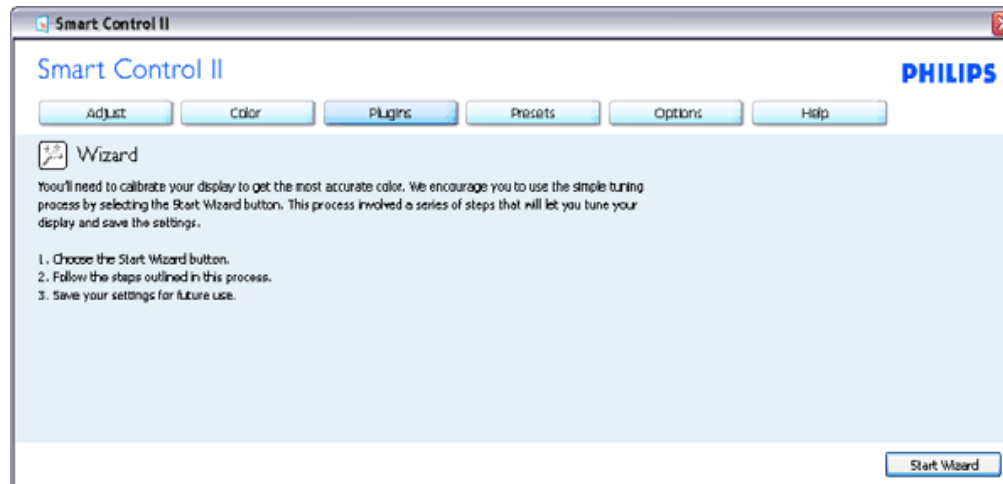 Smart Control II
Smart Control II
PHILIPS
Adjust Color Plugins Presets Options Help
Wizard
Yoou'll need to calibrate your display to get the most accurate color. We encourage you to use the simple tuning
process by selecting the Start Wizard button. This process involved a series of steps that will let you tune your
display and save the settings.
1. Choose the Start Wizard button.
2. Follow the steps outlined in this process.
3. Save your settings for future use.
Start Wizard